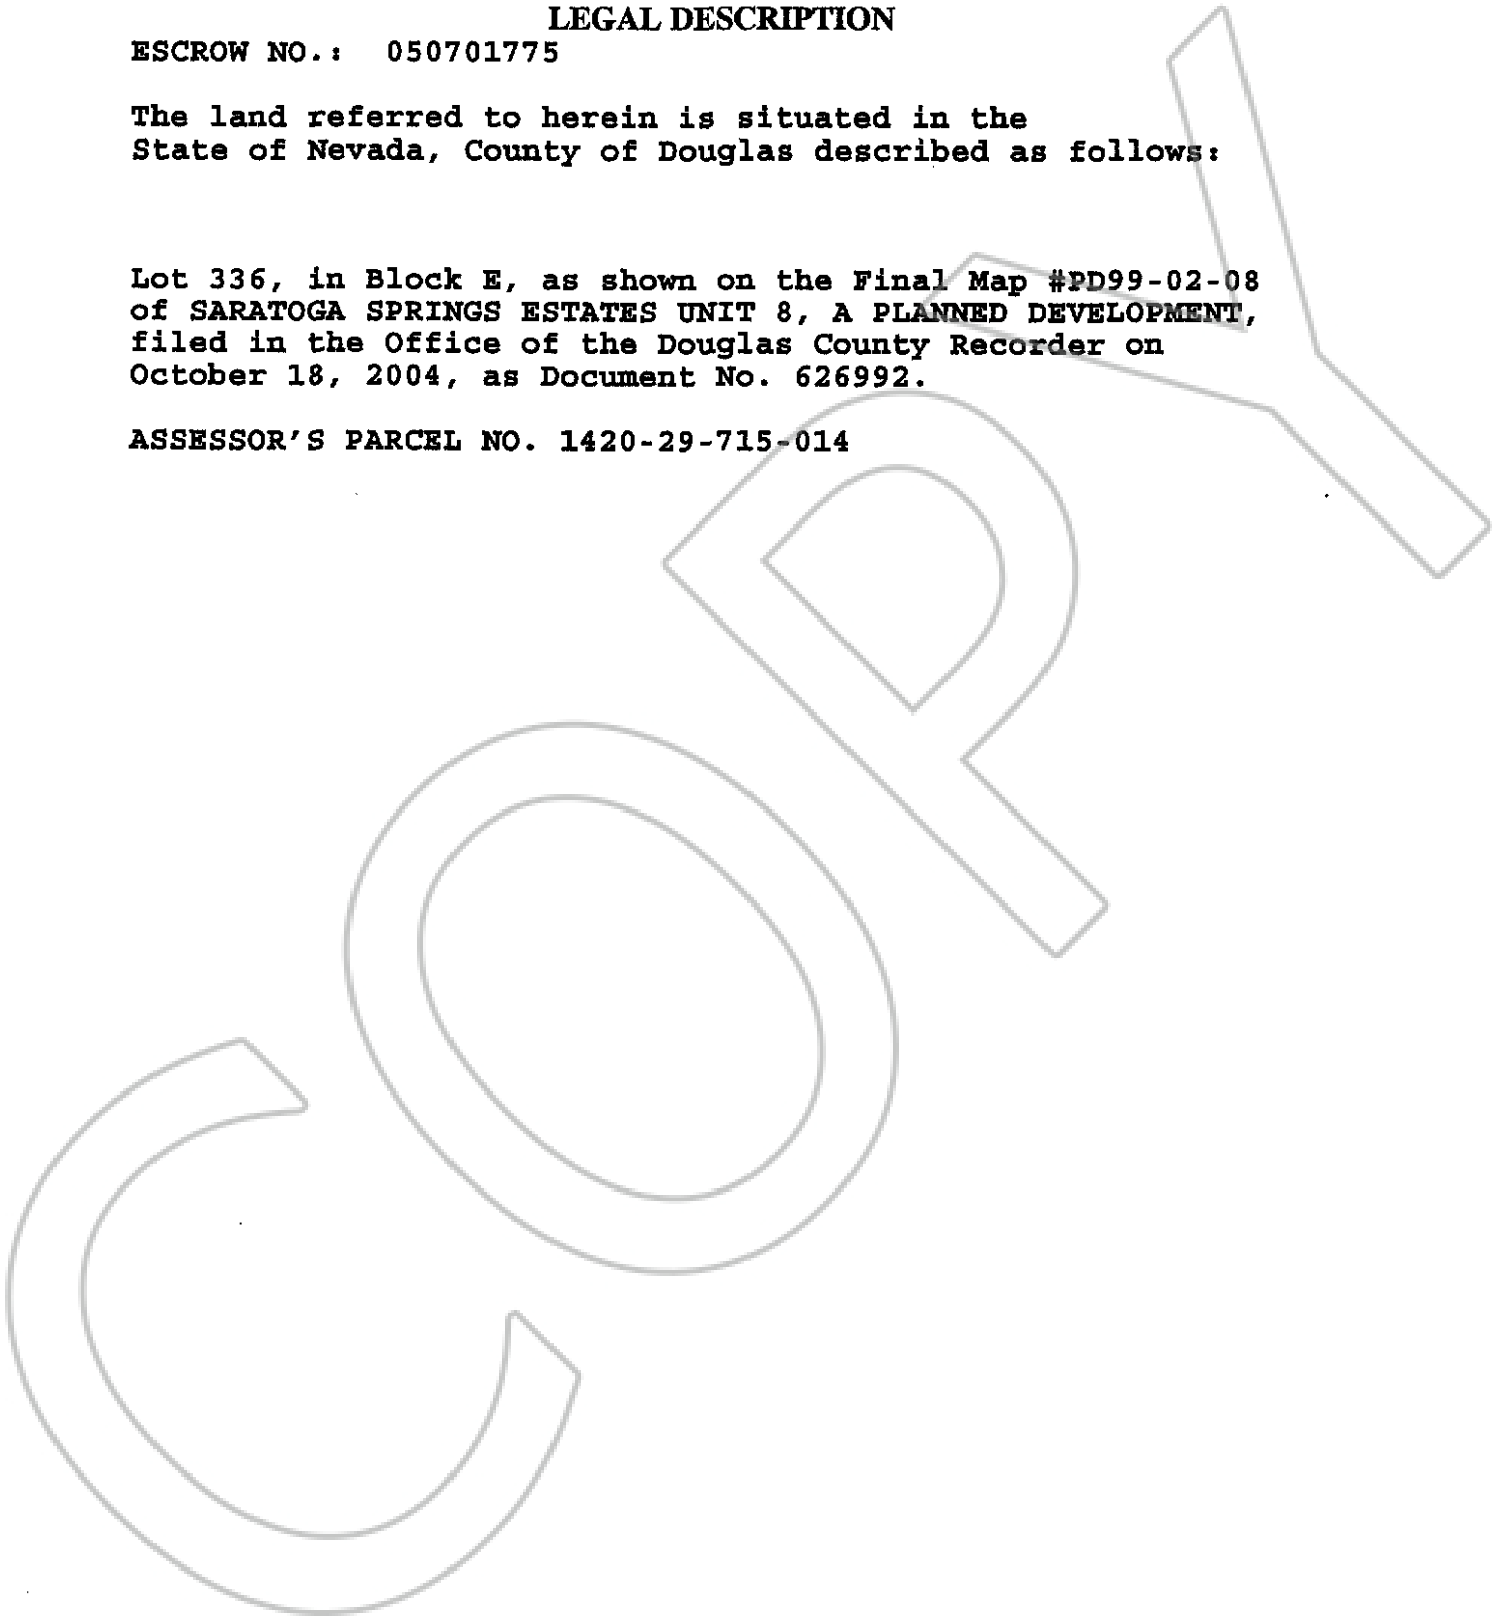 LEGAL DESCRIPTION
ESCROW NO.: 050701775
The land referred to herein is situated in the
State of Nevada, County of Douglas described as follows:
Lot 336, in Block E, as shown on the Final Map #PD99-02-08
of SARATOGA SPRINGS ESTATES UNIT 8, A PLANNED DEVELOPMENT,
filed in the Office of the Douglas County Recorder on
October 18, 2004, as Document No. 626992.
ASSESSOR'S PARCEL NO. 1420-29-715-014
COPY